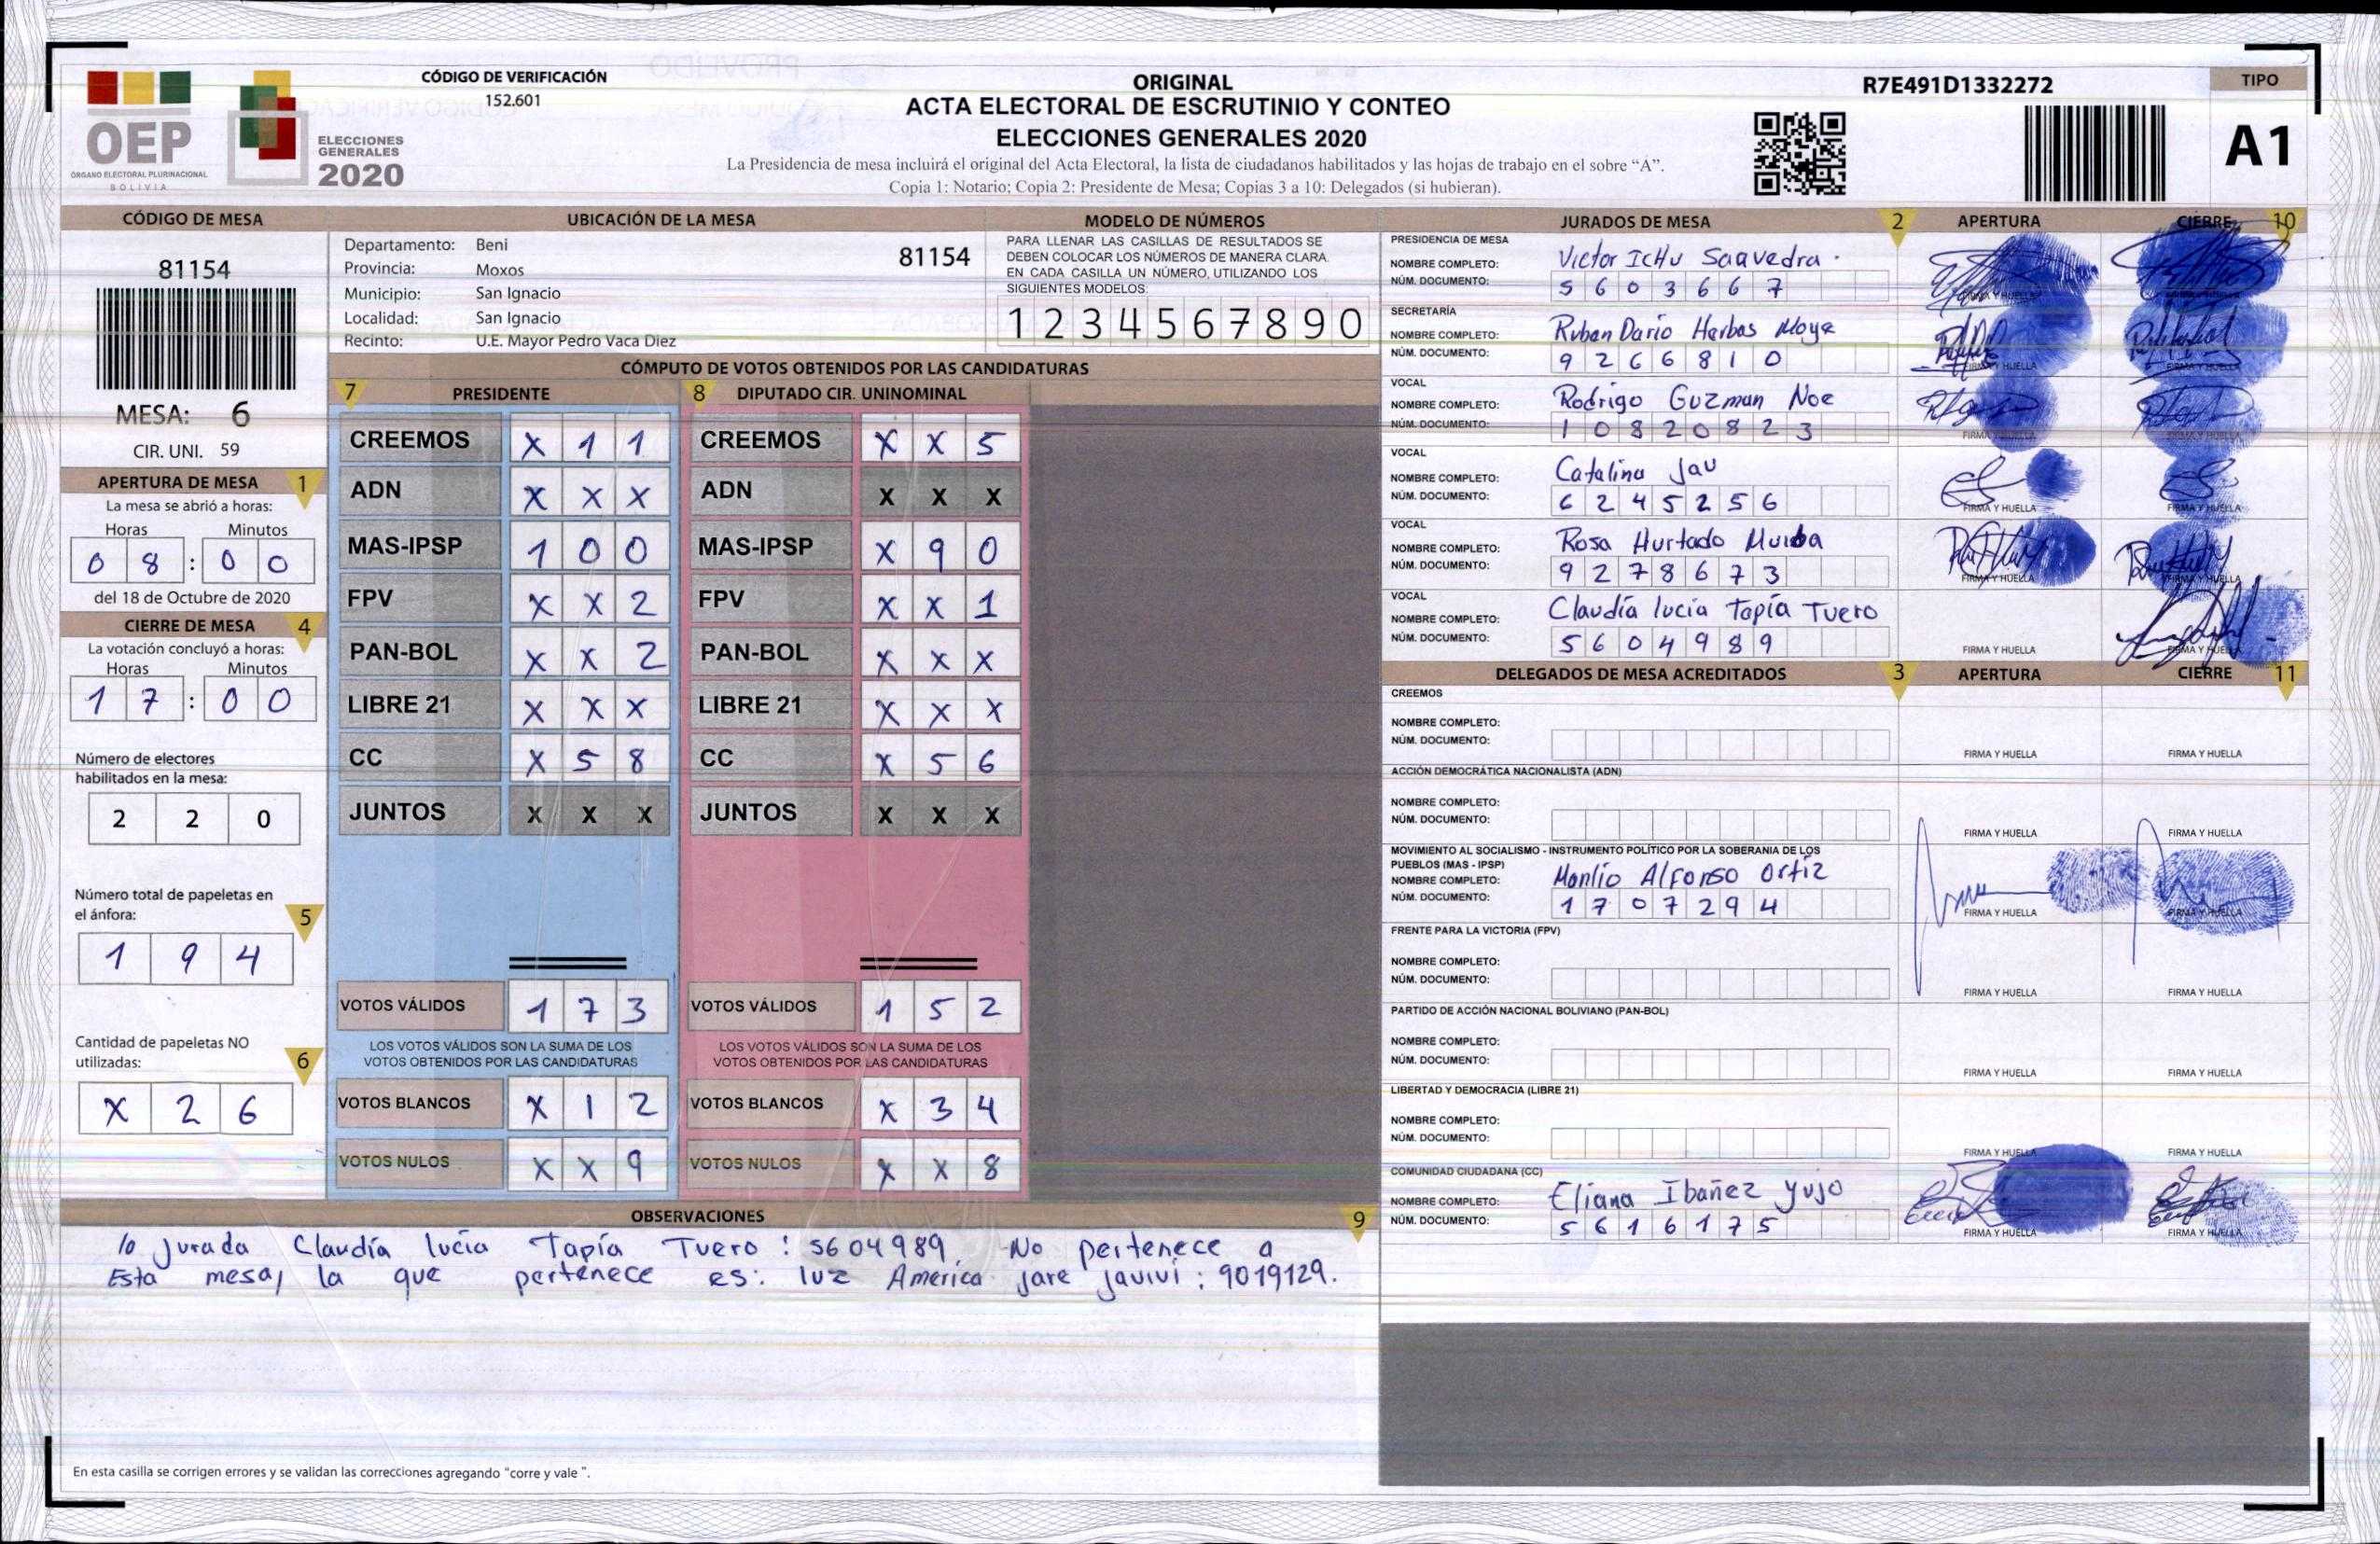 CÓDIGO DE VERIFICACIÓN
152.601
OEP
ÓRGANO ELECTORAL PLURINACIONAL
BOLIVIA
ELECCIONES
GENERALES
2020
ORIGINAL
ACTA ELECTORAL DE ESCRUTINIO Y CONTEO
ELECCIONES GENERALES 2020
La Presidencia de mesa incluirá el original del Acta Electoral, la lista de ciudadanos habilitados y las hojas de trabajo en el sobre “A”.
Copia 1: Notario; Copia 2: Presidente de Mesa; Copias 3 a 10: Delegados (si hubieran).
R7E491D1332272
TIPO
A1
CÓDIGO DE MESA
81154
MESA: 6
CIR. UNI. 59
APERTURA DE MESA 1
La mesa se abrió a horas:
Horas Minutos
0 8 : 0 0
del 18 de Octubre de 2020
CIERRE DE MESA 4
La votación concluyó a horas:
Horas Minutos
1 7 : 0 0
Número de electores
habilitados en la mesa:
2 2 0
Número total de papeletas en
el ánfora: 5
1 9 4
Cantidad de papeletas NO
utilizadas: 6
X 2 6
UBICACIÓN DE LA MESA
Departamento: Beni
81154
Provincia: Moxos
Municipio: San Ignacio
Localidad: San Ignacio
Recinto: U.E. Mayor Pedro Vaca Diez
MODELO DE NÚMEROS
PARA LLENAR LAS CASILLAS DE RESULTADOS SE
DEBEN COLOCAR LOS NÚMEROS DE MANERA CLARA.
EN CADA CASILLA UN NÚMERO, UTILIZANDO LOS
SIGUIENTES MODELOS:
1 2 3 4 5 6 7 8 9 0
CÓMPUTO DE VOTOS OBTENIDOS POR LAS CANDIDATURAS
7 PRESIDENTE
CREEMOS X 1 1
ADN X X X
MAS-IPSP 1 0 0
FPV X X 2
PAN-BOL X X 2
LIBRE 21 X X X
CC X 5 8
JUNTOS X X X
VOTOS VÁLIDOS 1 7 3
LOS VOTOS VÁLIDOS SON LA SUMA DE LOS
VOTOS OBTENIDOS POR LAS CANDIDATURAS
VOTOS BLANCOS X 1 2
VOTOS NULOS X X 9
8 DIPUTADO CIR. UNINOMINAL
CREEMOS X X 5
ADN X X X
MAS-IPSP X 9 0
FPV X X 1
PAN-BOL X X X
LIBRE 21 X X X
CC X 5 6
JUNTOS X X X
VOTOS VÁLIDOS 1 5 2
LOS VOTOS VÁLIDOS SON LA SUMA DE LOS
VOTOS OBTENIDOS POR LAS CANDIDATURAS
VOTOS BLANCOS X 3 4
VOTOS NULOS X X 8
OBSERVACIONES 9
la Jurada Claudía lucía Tapía Tuero : 5604989. No pertenece a
Esta mesa, la que pertenece es: luz America jare javivi : 9019129.
En esta casilla se corrigen errores y se validan las correcciones agregando "corre y vale ".
JURADOS DE MESA 2 APERTURA CIERRE 10
PRESIDENCIA DE MESA
NOMBRE COMPLETO: Victor Ichu Saavedra.
NÚM. DOCUMENTO: 5 6 0 3 6 6 7
FIRMA Y HUELLA
SECRETARÍA
NOMBRE COMPLETO: Ruban Dario Harbas Moya
NÚM. DOCUMENTO: 9 2 6 6 8 1 0
FIRMA Y HUELLA FIRMA Y HUELLA
VOCAL
NOMBRE COMPLETO: Rodrigo Guzman Noe
NÚM. DOCUMENTO: 1 0 8 2 0 8 2 3
FIRMA Y HUELLA
VOCAL
NOMBRE COMPLETO: Catalina Jau
NÚM. DOCUMENTO: 6 2 4 5 2 5 6
FIRMA Y HUELLA FIRMA Y HUELLA
VOCAL
NOMBRE COMPLETO: Rosa Hurtado Muiba
NÚM. DOCUMENTO: 9 2 7 8 6 7 3
FIRMA Y HUELLA FIRMA Y HUELLA
VOCAL
NOMBRE COMPLETO: Claudía lucía Tapía Tuero
NÚM. DOCUMENTO: 5 6 0 4 9 8 9
FIRMA Y HUELLA FIRMA Y HUELLA
DELEGADOS DE MESA ACREDITADOS 3 APERTURA CIERRE 11
CREEMOS
NOMBRE COMPLETO:
NÚM. DOCUMENTO:
FIRMA Y HUELLA FIRMA Y HUELLA
ACCIÓN DEMOCRÁTICA NACIONALISTA (ADN)
NOMBRE COMPLETO:
NÚM. DOCUMENTO:
FIRMA Y HUELLA FIRMA Y HUELLA
MOVIMIENTO AL SOCIALISMO - INSTRUMENTO POLÍTICO POR LA SOBERANIA DE LOS
PUEBLOS (MAS - IPSP)
NOMBRE COMPLETO: Manlío Alfonso Ortiz
NÚM. DOCUMENTO: 1 7 0 7 2 9 4
FIRMA Y HUELLA FIRMA Y HUELLA
FRENTE PARA LA VICTORIA (FPV)
NOMBRE COMPLETO:
NÚM. DOCUMENTO:
FIRMA Y HUELLA FIRMA Y HUELLA
PARTIDO DE ACCIÓN NACIONAL BOLIVIANO (PAN-BOL)
NOMBRE COMPLETO:
NÚM. DOCUMENTO:
FIRMA Y HUELLA FIRMA Y HUELLA
LIBERTAD Y DEMOCRACIA (LIBRE 21)
NOMBRE COMPLETO:
NÚM. DOCUMENTO:
FIRMA Y HUELLA FIRMA Y HUELLA
COMUNIDAD CIUDADANA (CC)
NOMBRE COMPLETO: Eliana Ibañez Yujo
NÚM. DOCUMENTO: 5 6 1 6 1 7 5
FIRMA Y HUELLA FIRMA Y HUELLA